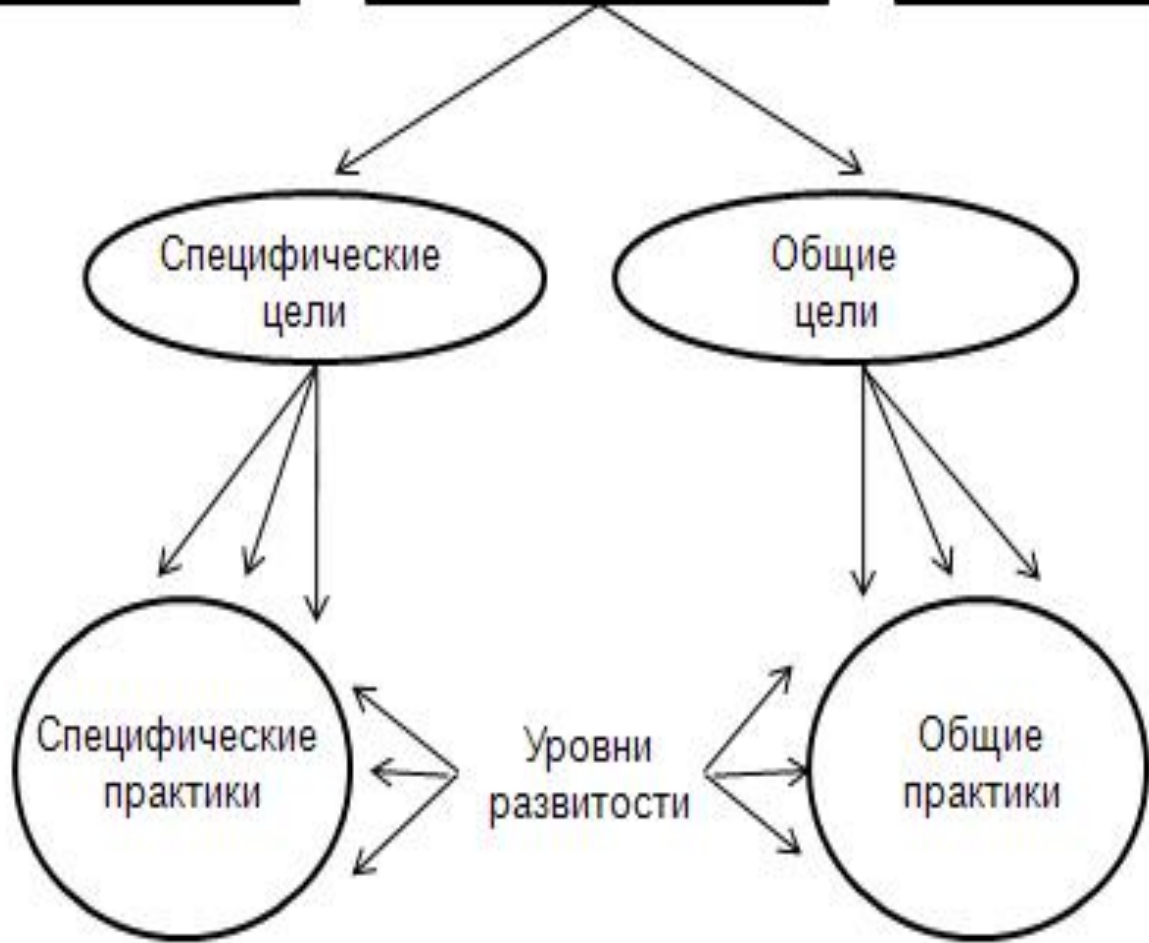 Специфические
цели
Общие
цели
Специфические
практики
Уровни
развитости
Общие
практики